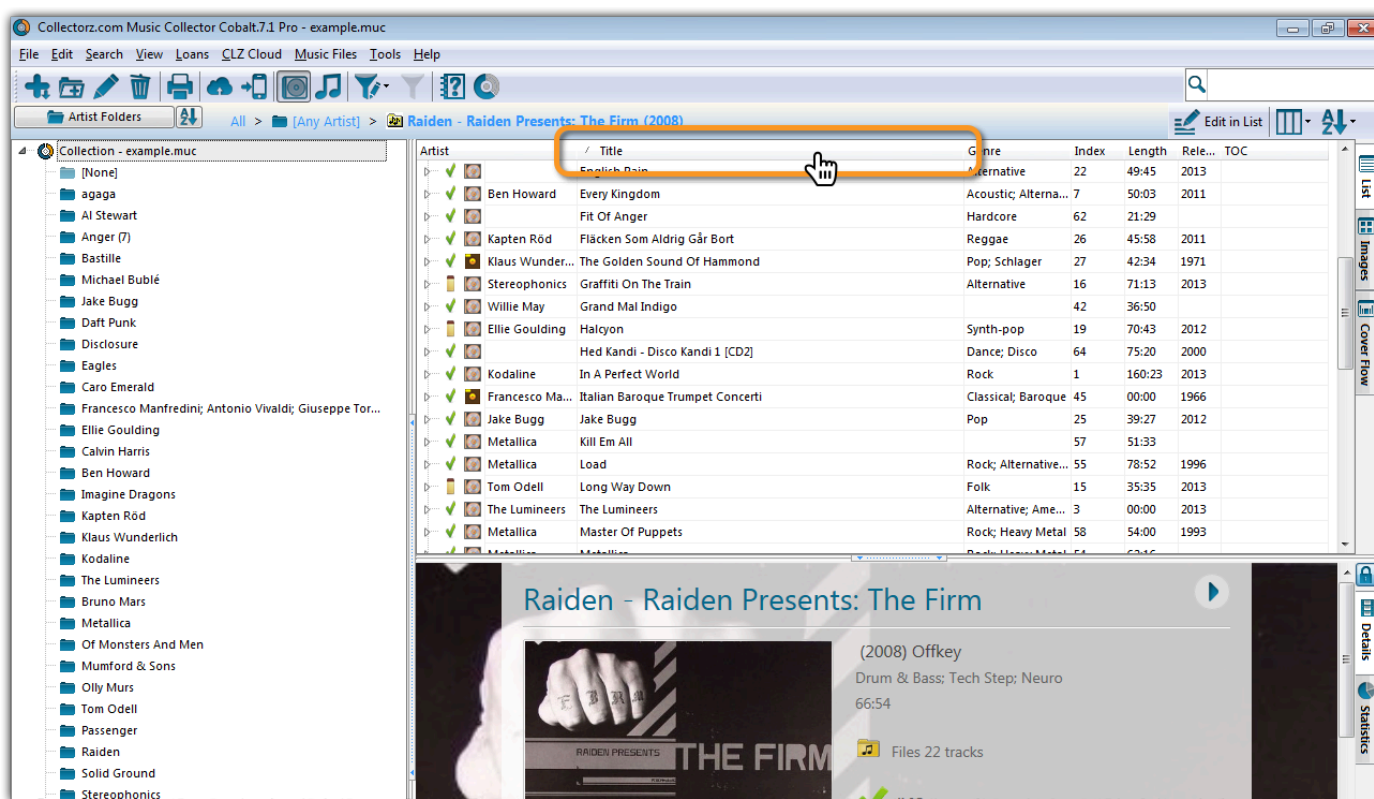 Collectorz.com Music Collector Cobalt.7.1 Pro - example.muc
File Edit Search View Loans CLZ Cloud Music Files Tools Help
Artist Folders All > [Any Artist] > Raiden - Raiden Presents: The Firm (2008) Edit in List
Collection - example.muc
[None]
agaga
Al Stewart
Anger (7)
Bastille
Michael Bublé
Jake Bugg
Daft Punk
Disclosure
Eagles
Caro Emerald
Francesco Manfredini; Antonio Vivaldi; Giuseppe Tor...
Ellie Goulding
Calvin Harris
Ben Howard
Imagine Dragons
Kapten Röd
Klaus Wunderlich
Kodaline
The Lumineers
Bruno Mars
Metallica
Of Monsters And Men
Mumford & Sons
Olly Murs
Tom Odell
Passenger
Raiden
Solid Ground
Stereophonics
Artist Title Genre Index Length Rele... TOC
English Rain Alternative 22 49:45 2013
Ben Howard Every Kingdom Acoustic; Alterna... 7 50:03 2011
Fit Of Anger Hardcore 62 21:29
Kapten Röd Fläcken Som Aldrig Går Bort Reggae 26 45:58 2011
Klaus Wunder... The Golden Sound Of Hammond Pop; Schlager 27 42:34 1971
Stereophonics Graffiti On The Train Alternative 16 71:13 2013
Willie May Grand Mal Indigo 42 36:50
Ellie Goulding Halcyon Synth-pop 19 70:43 2012
Hed Kandi - Disco Kandi 1 [CD2] Dance; Disco 64 75:20 2000
Kodaline In A Perfect World Rock 1 160:23 2013
Francesco Ma... Italian Baroque Trumpet Concerti Classical; Baroque 45 00:00 1966
Jake Bugg Jake Bugg Pop 25 39:27 2012
Metallica Kill Em All 57 51:33
Metallica Load Rock; Alternative... 55 78:52 1996
Tom Odell Long Way Down Folk 15 35:35 2013
The Lumineers The Lumineers Alternative; Ame... 3 00:00 2013
Metallica Master Of Puppets Rock; Heavy Metal 58 54:00 1993
Metallica Metallica Rock; Heavy Metal 54 62:16
List
Images
Cover Flow
Raiden - Raiden Presents: The Firm
(2008) Offkey
Drum & Bass; Tech Step; Neuro
66:54
Files 22 tracks
RAIDEN PRESENTS THE FIRM
Details
Statistics